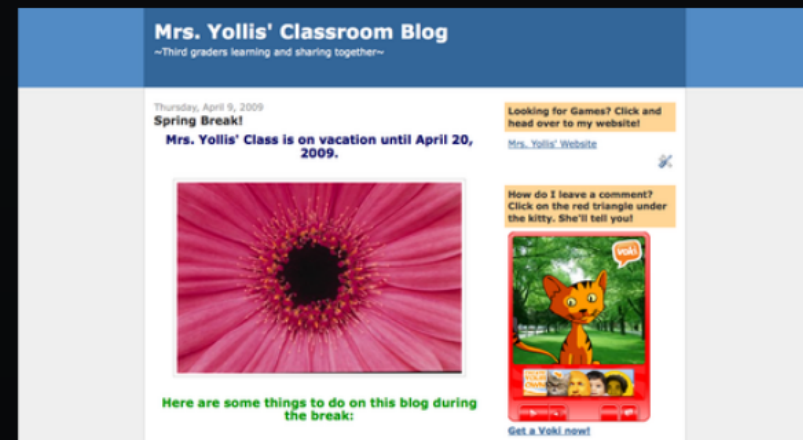 Mrs. Yollis' Classroom Blog
~Third graders learning and sharing together~
Thursday, April 9, 2009
Spring Break!
Mrs. Yollis' Class is on vacation until April 20,
2009.
Here are some things to do on this blog during
the break:
Looking for Games? Click and
head over to my website!
Mrs. Yollis' Website
How do I leave a comment?
Click on the red triangle under
the kitty. She'll tell you!
voki
Get a Voki now!